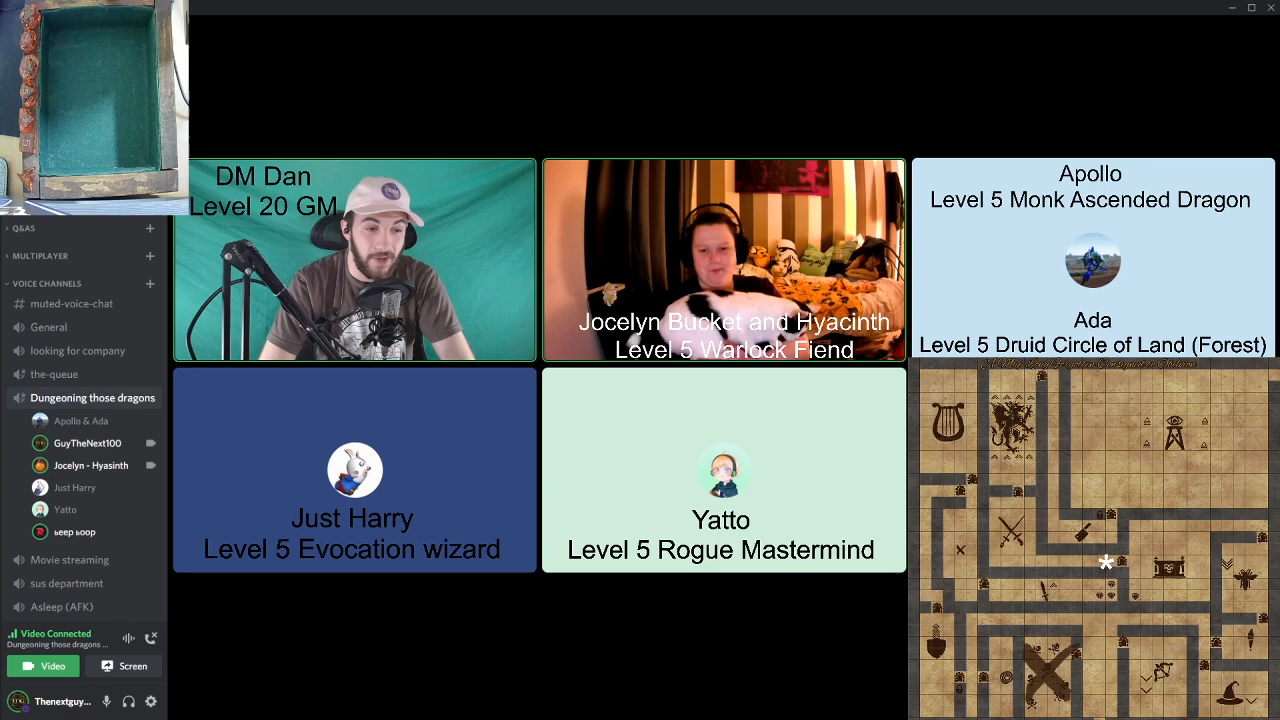 DM Dan
Level 20 GM
Jocelyn Bucket and Hyacinth
Level 5 Warlock Fiend
Apollo
Level 5 Monk Ascended Dragon
Ada
Level 5 Druid Circle of Land (Forest)
Just Harry
Level 5 Evocation wizard
Yatto
Level 5 Rogue Mastermind
Q&AS
MULTIPLAYER
VOICE CHANNELS
muted-voice-chat
General
looking for company
the-queue
Dungeoning those dragons
Apollo & Ada
GuyTheNext100
Jocelyn - Hyasinth
Just Harry
Yatto
Movie streaming
sus department
Asleep (AFK)
Video Connected
Dungeoning those dragons ...
Video
Screen
Thenextguy...